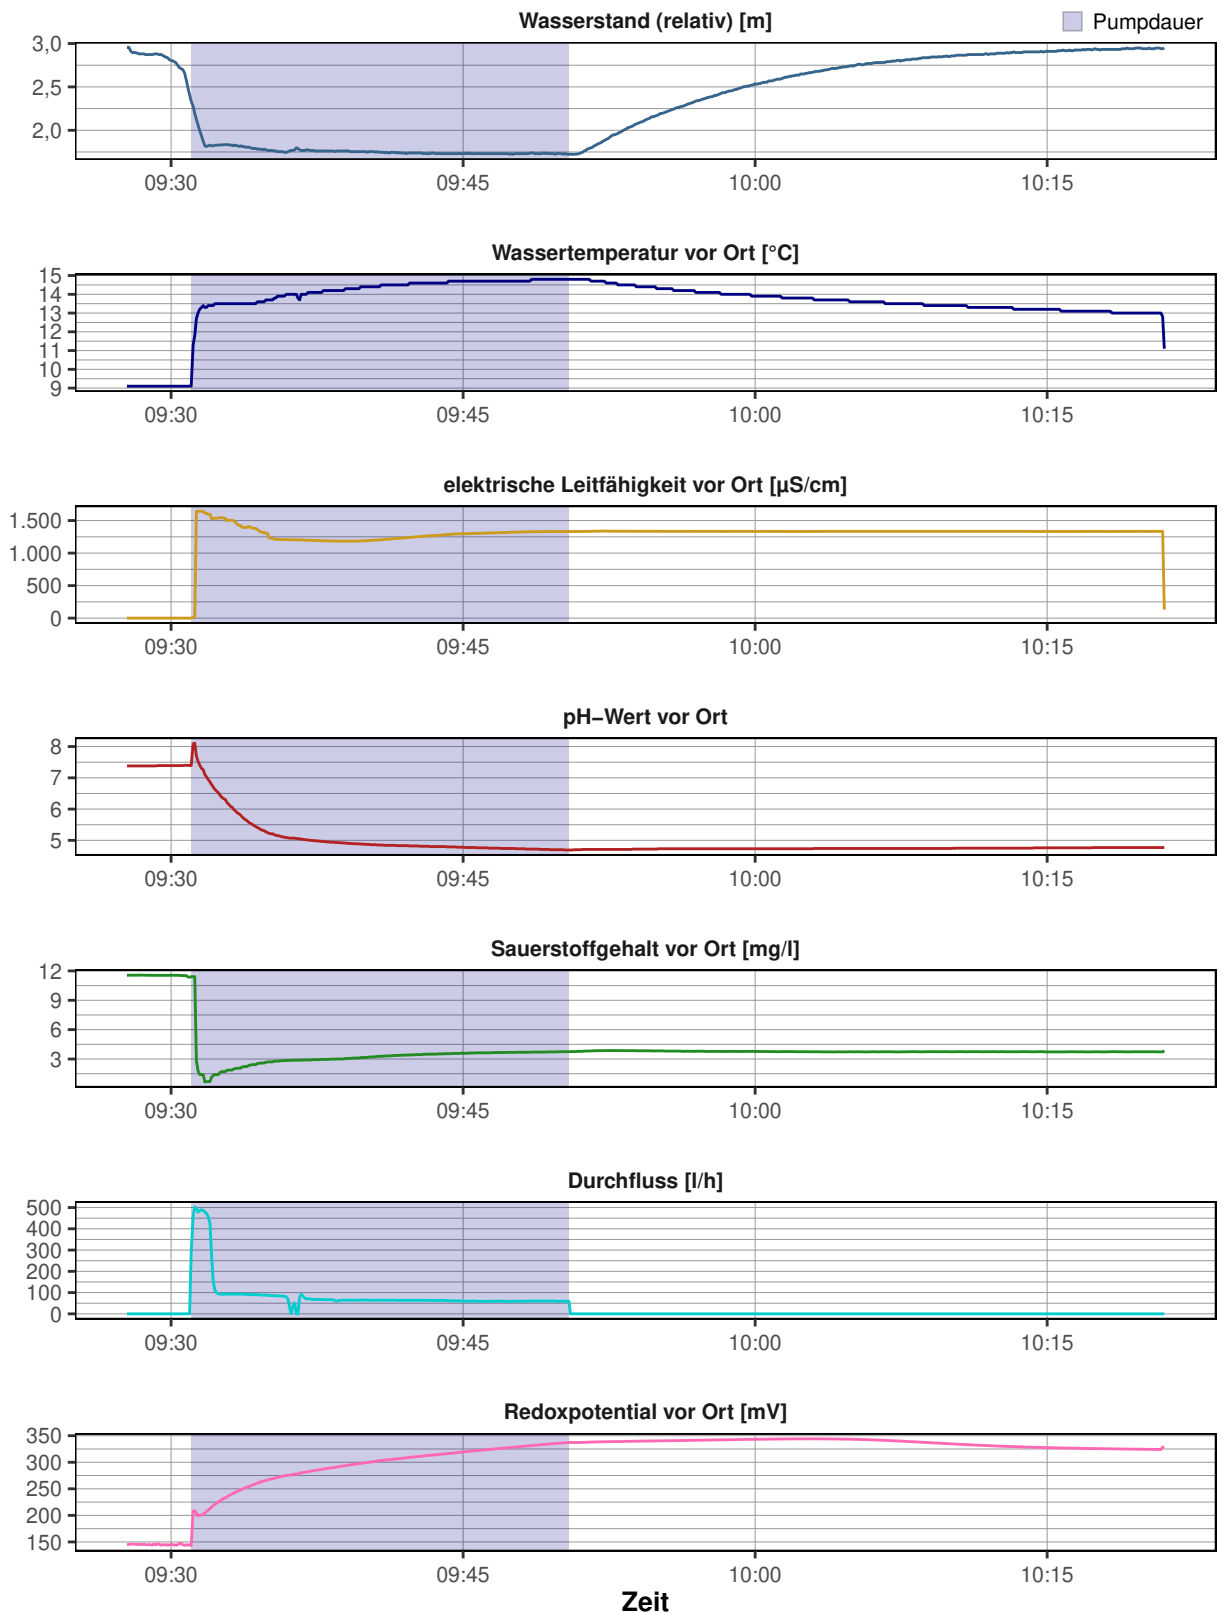 Wasserstand (relativ) [m]
Pumpdauer
3,0
2,5
2,0
09:30 09:45 10:00 10:15
Wassertemperatur vor Ort [°C]
15
14
13
12
11
10
9
09:30 09:45 10:00 10:15
elektrische Leitfähigkeit vor Ort [µS/cm]
1.500
1.000
500
0
09:30 09:45 10:00 10:15
pH−Wert vor Ort
8
7
6
5
09:30 09:45 10:00 10:15
Sauerstoffgehalt vor Ort [mg/l]
12
9
6
3
09:30 09:45 10:00 10:15
Durchfluss [l/h]
500
400
300
200
100
0
09:30 09:45 10:00 10:15
Redoxpotential vor Ort [mV]
350
300
250
200
150
09:30 09:45 10:00 10:15
Zeit